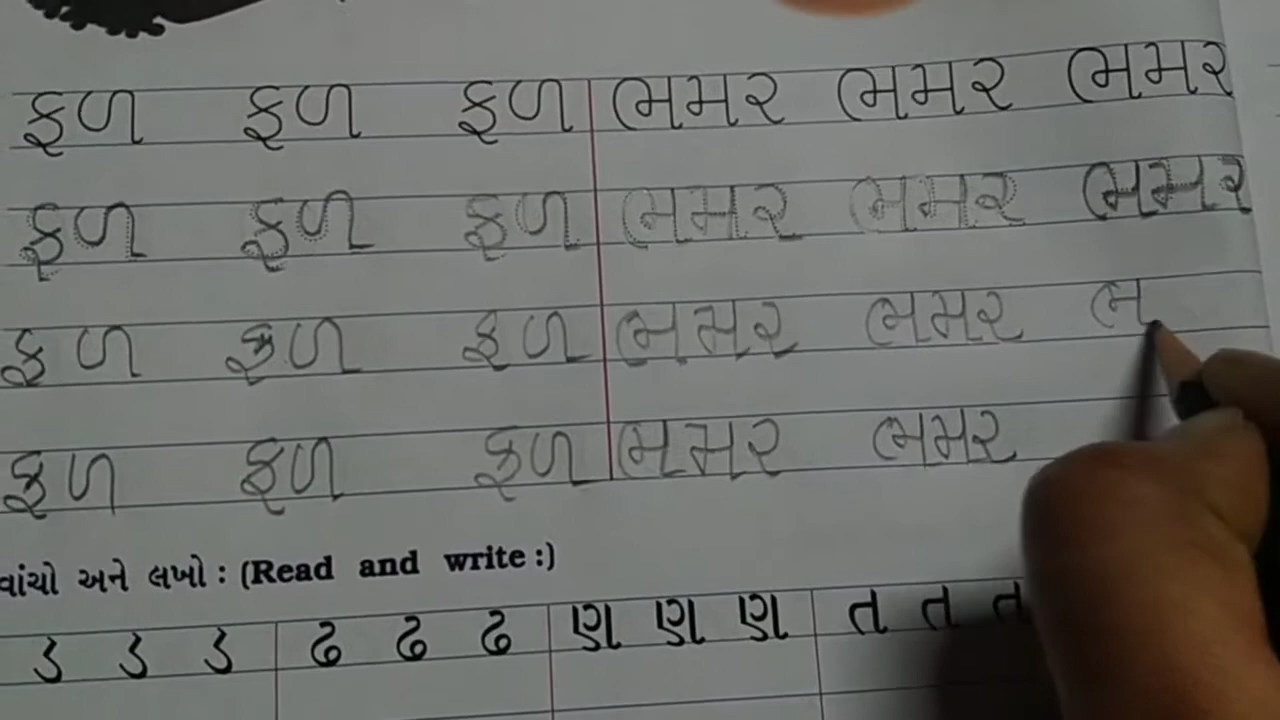 ફળ ફળ ફળ ભમર ભમર ભમર
ફળ ફળ ફળ ભમર ભમર ભમર
ફળ ફળ ફળ ભમર ભમર ભ
ફળ ફળ ફળ ભમર ભમર
વાંચો અને લખો : (Read and write :)
ડ ડ ડ ઢ ઢ ઢ ણ ણ ણ ત ત ત